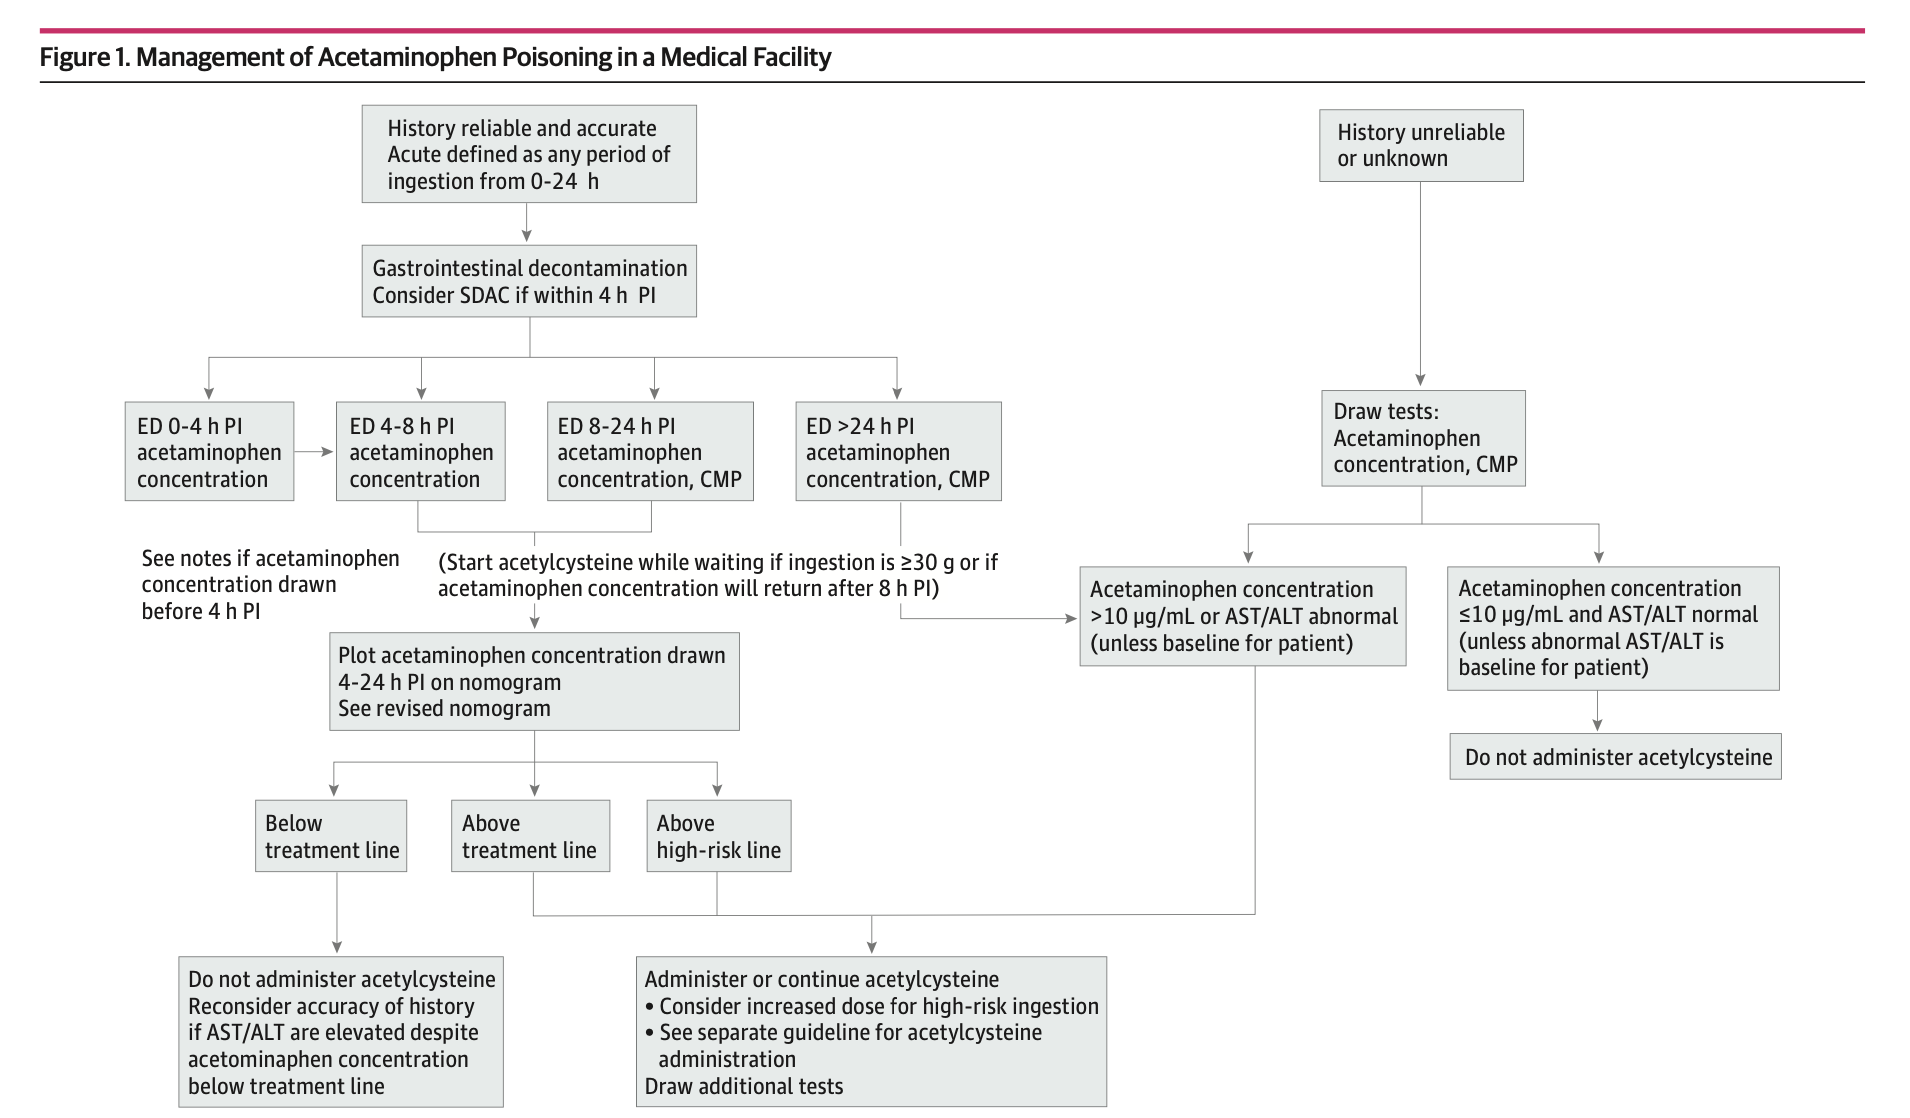 Figure 1. Management of Acetaminophen Poisoning in a Medical Facility
History reliable and accurate
Acute defined as any period of
ingestion from 0-24 h
History unreliable
or unknown
Gastrointestinal decontamination
Consider SDAC if within 4 h PI
ED 0-4 h PI
acetaminophen
concentration
ED 4-8 h PI
acetaminophen
concentration
ED 8-24 h PI
acetaminophen
concentration, CMP
ED >24 h PI
acetaminophen
concentration, CMP
Draw tests:
Acetaminophen
concentration, CMP
See notes if acetaminophen
concentration drawn
before 4 h PI
(Start acetylcysteine while waiting if ingestion is ≥30 g or if
acetaminophen concentration will return after 8 h PI)
Acetaminophen concentration
>10 μg/mL or AST/ALT abnormal
(unless baseline for patient)
Acetaminophen concentration
≤10 μg/mL and AST/ALT normal
(unless abnormal AST/ALT is
baseline for patient)
Plot acetaminophen concentration drawn
4-24 h PI on nomogram
See revised nomogram
Do not administer acetylcysteine
Below
treatment line
Above
treatment line
Above
high-risk line
Do not administer acetylcysteine
Reconsider accuracy of history
if AST/ALT are elevated despite
acetominaphen concentration
below treatment line
Administer or continue acetylcysteine
• Consider increased dose for high-risk ingestion
• See separate guideline for acetylcysteine
administration
Draw additional tests